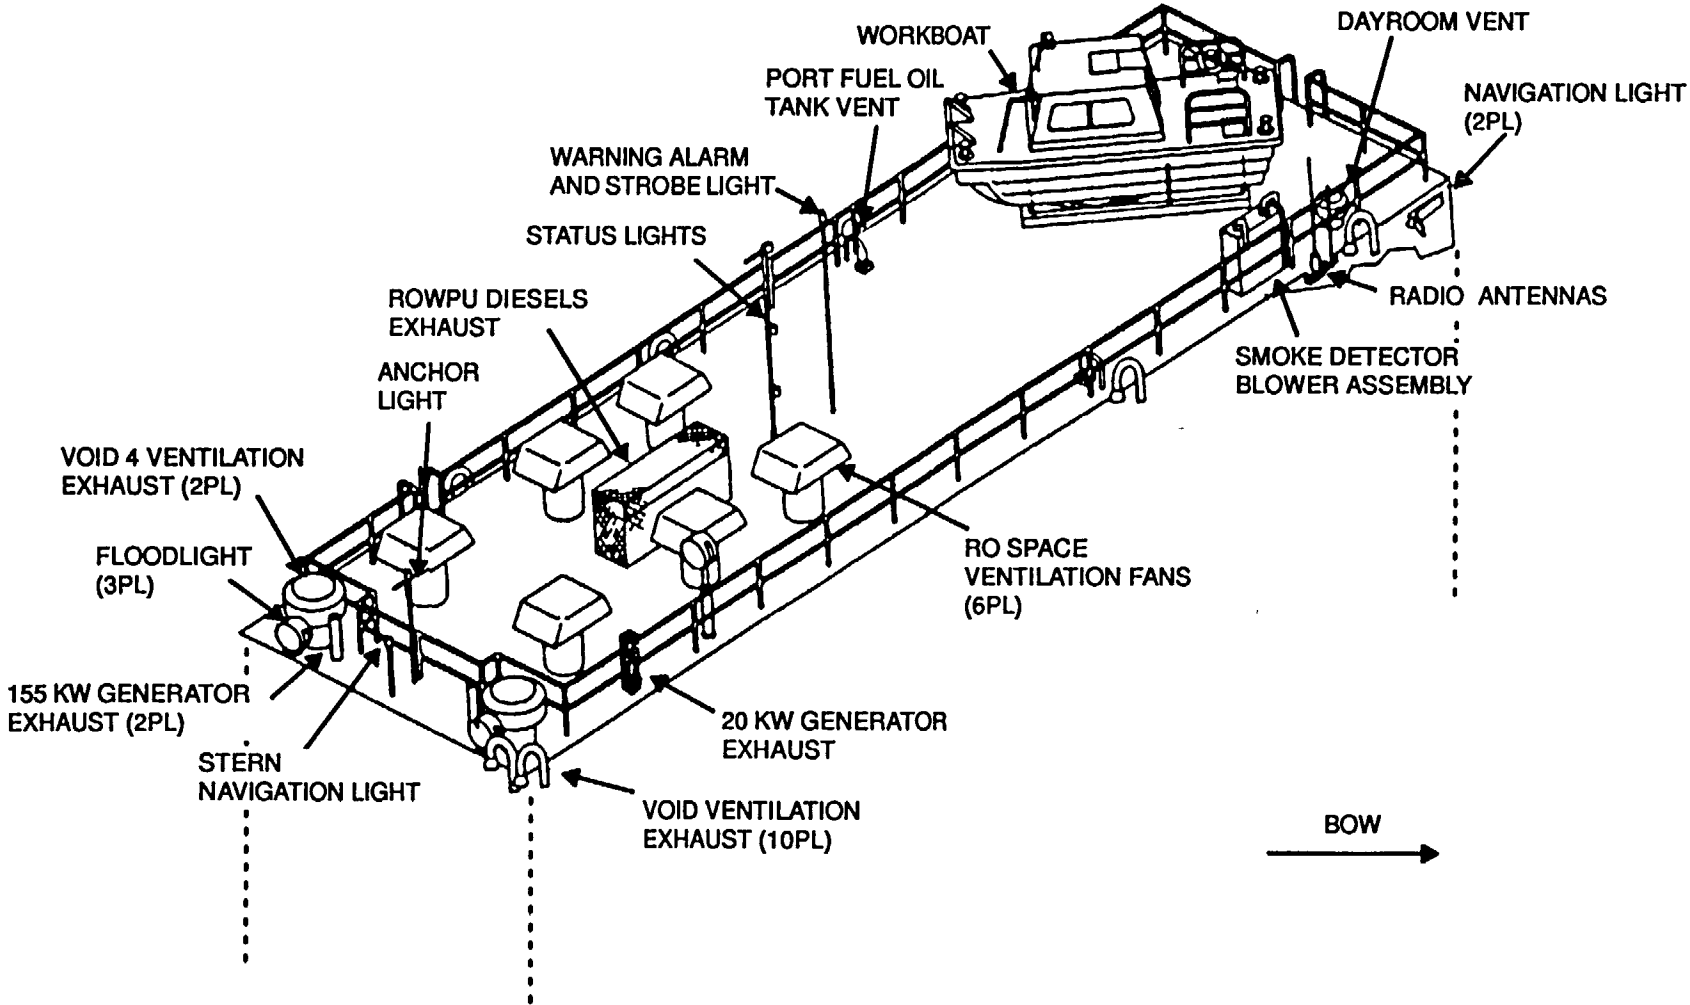 WORKBOAT
DAYROOM VENT
PORT FUEL OIL
TANK VENT
NAVIGATION LIGHT
(2PL)
WARNING ALARM
AND STROBE LIGHT
STATUS LIGHTS
ROWPU DIESELS
EXHAUST
RADIO ANTENNAS
SMOKE DETECTOR
BLOWER ASSEMBLY
ANCHOR
LIGHT
VOID 4 VENTILATION
EXHAUST (2PL)
FLOODLIGHT
(3PL)
RO SPACE
VENTILATION FANS
(6PL)
155 KW GENERATOR
EXHAUST (2PL)
20 KW GENERATOR
EXHAUST
STERN
NAVIGATION LIGHT
VOID VENTILATION
EXHAUST (10PL)
BOW